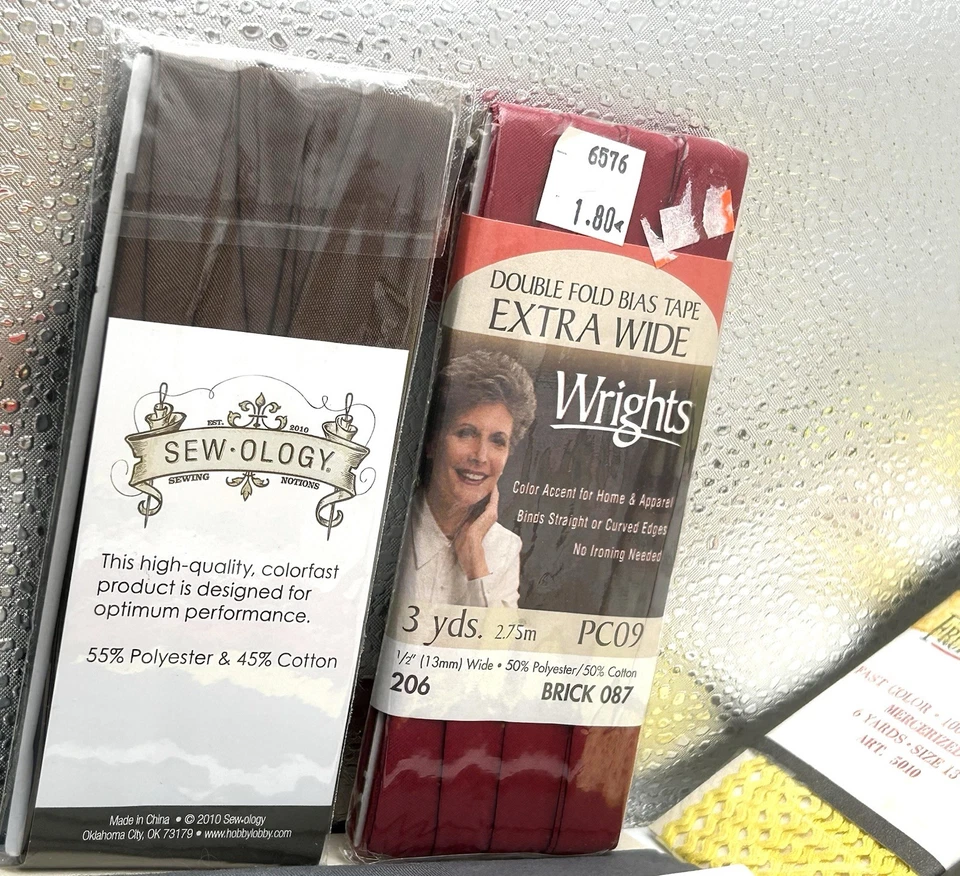 EST. 2010
SEW·OLOGY®
SEWING NOTIONS
This high-quality, colorfast
product is designed for
optimum performance.
55% Polyester & 45% Cotton
Made in China • © 2010 Sew•ology
Oklahoma City, OK 73179 • www.hobbylobby.com
6576
1.80
DOUBLE FOLD BIAS TAPE
EXTRA WIDE
Wrights
Color Accent for Home & Apparel
Binds Straight or Curved Edges
No Ironing Needed
3 yds. 2.75m PC09
1/2" (13mm) Wide • 50% Polyester/50% Cotton
206 BRICK 087
FAST COLOR •
MERCERIZED
6 YARDS • SIZE 13
ART. 5010